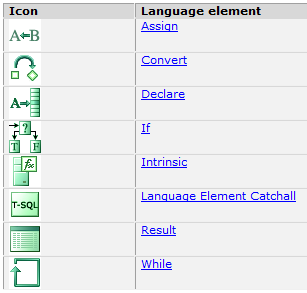 Icon Language element
A B Assign
Convert
A Declare
? T F If
fx Intrinsic
T-SQL Language Element Catchall
Result
While